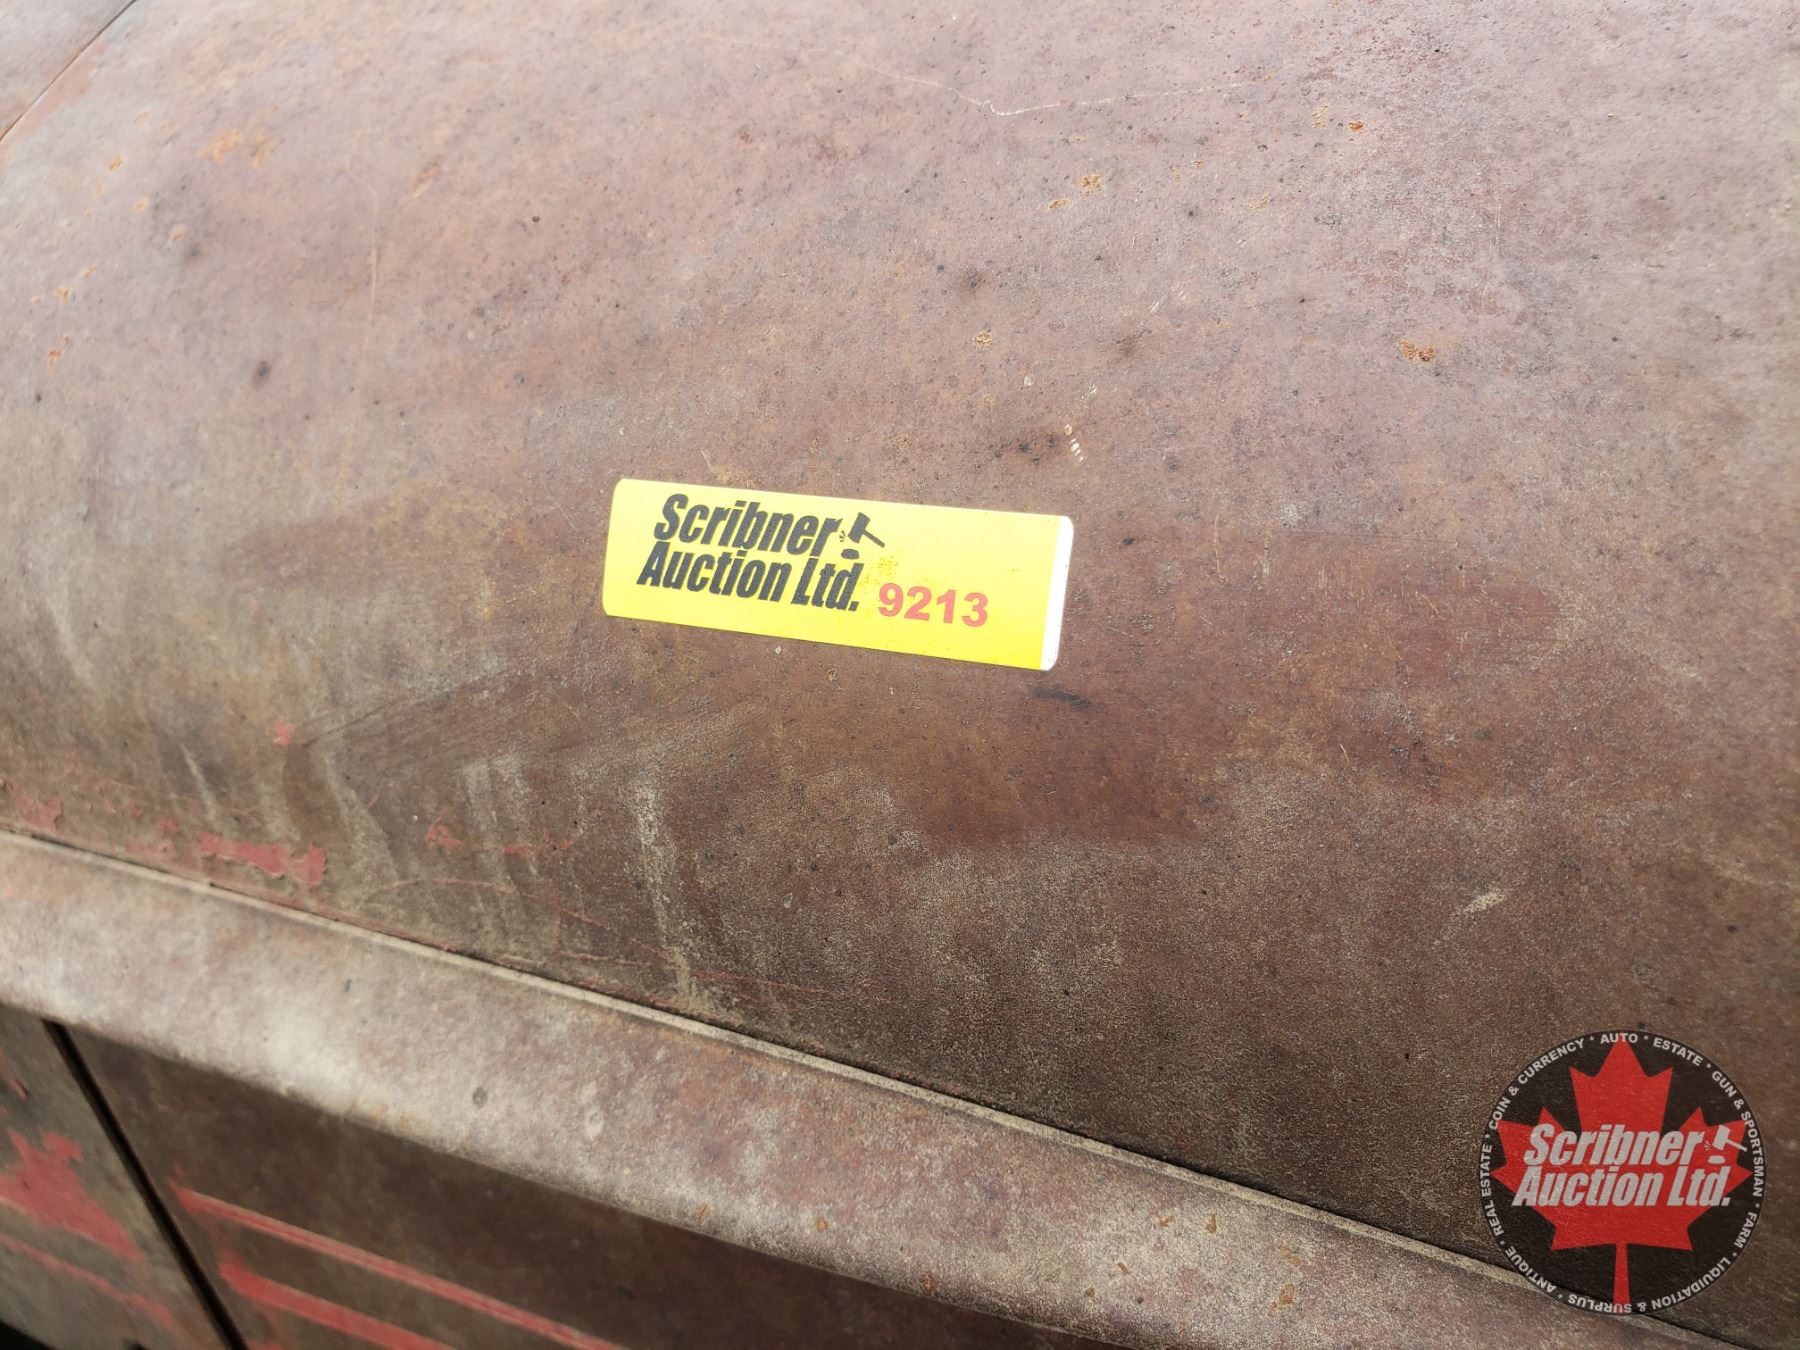 Scribner
Auction Ltd. 9213
COIN & CURRENCY * AUTO * ESTATE * GUN & SPORTSMAN * FARM * LIQUIDATION & SURPLUS * ANTIQUE * REAL ESTATE *
Scribner
Auction Ltd.